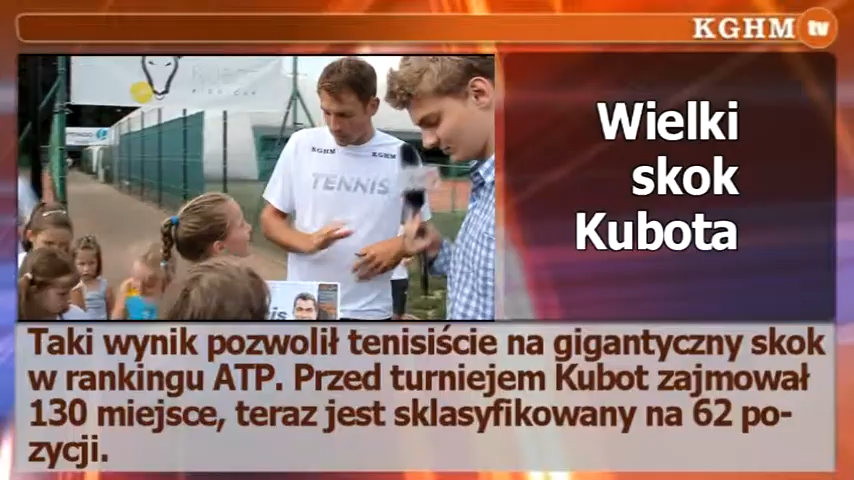 KGHM tv
KGHM KGHM
TENNIS
Wielki
skok
Kubota
Taki wynik pozwolił tenisiście na gigantyczny skok
w rankingu ATP. Przed turniejem Kubot zajmował
130 miejsce, teraz jest sklasyfikowany na 62 po-
zycji.